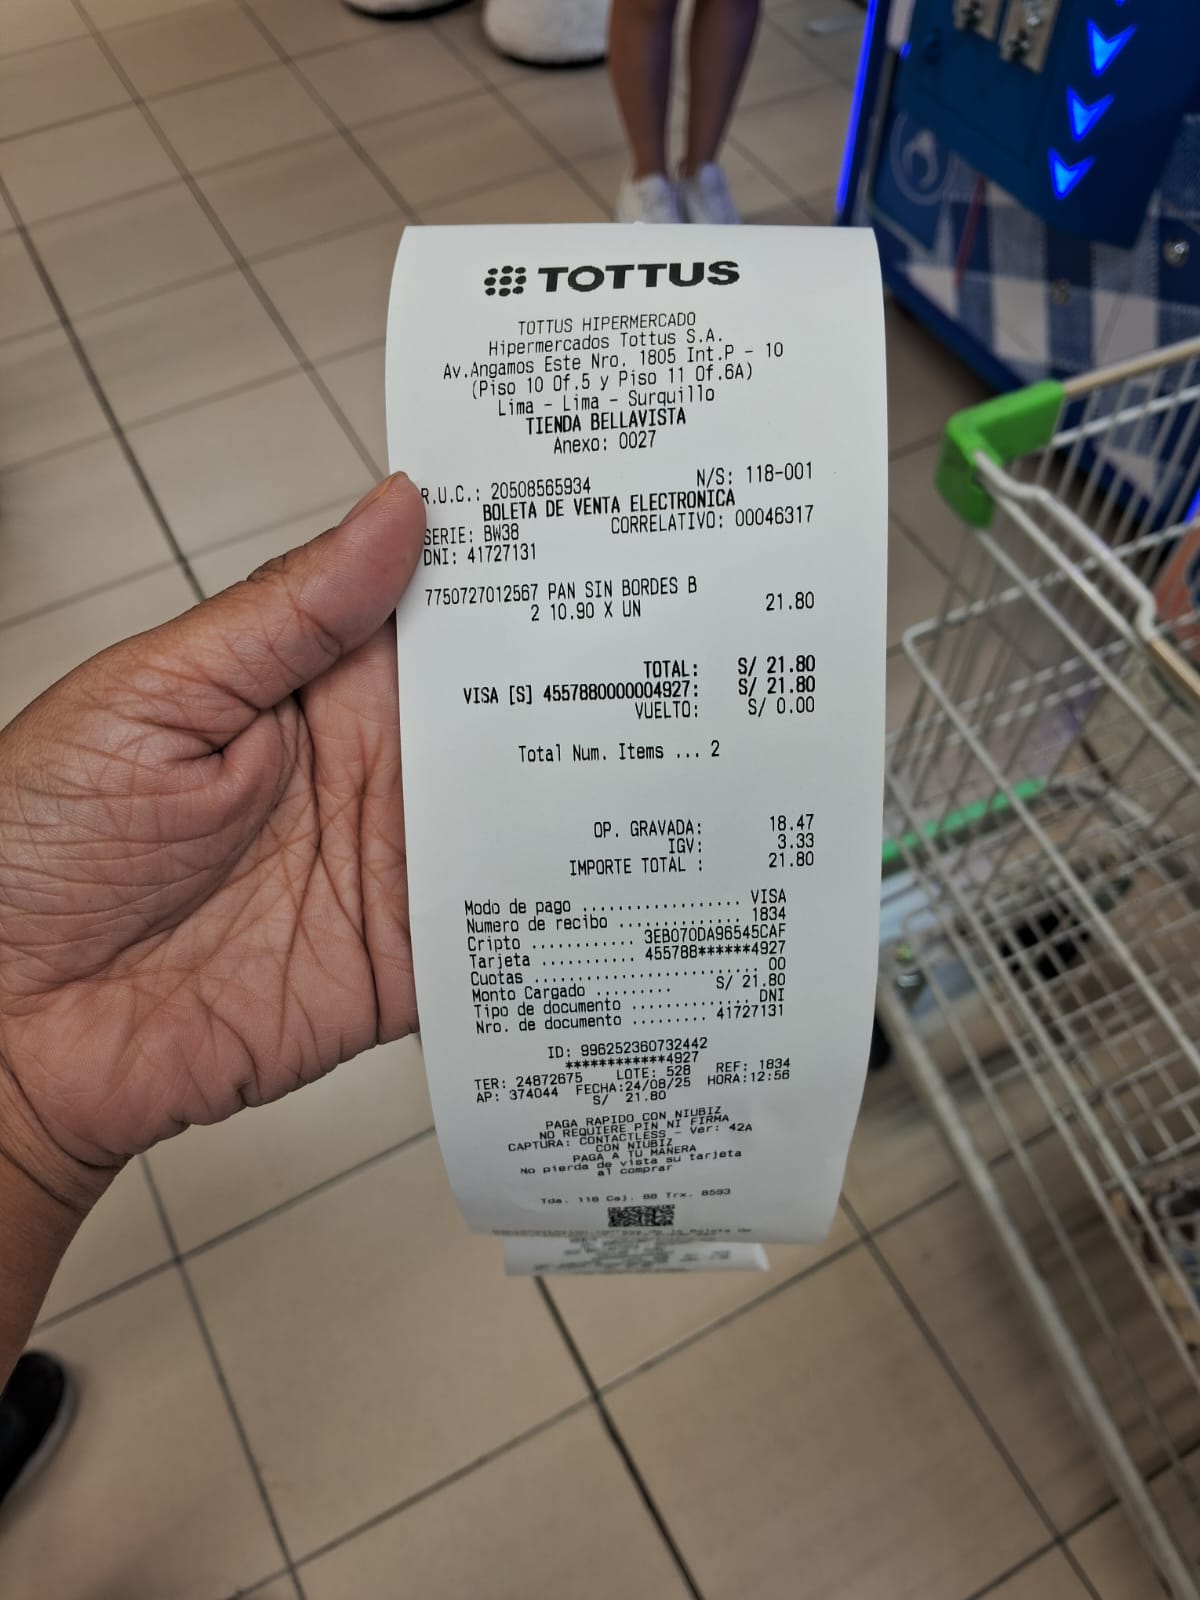 TOTTUS
TOTTUS HIPERMERCADO
Hipermercados Tottus S.A.
Av.Angamos Este Nro. 1805 Int.P - 10
(Piso 10 Of.5 y Piso 11 Of.6A)
Lima - Lima - Surquillo
TIENDA BELLAVISTA
Anexo: 0027
R.U.C.: 20508565934 N/S: 118-001
BOLETA DE VENTA ELECTRONICA
SERIE: BW38 CORRELATIVO: 00046317
DNI: 41727131
7750727012567 PAN SIN BORDES B
2 10.90 X UN 21.80
TOTAL: S/ 21.80
VISA [S] 4557880000004927: S/ 21.80
VUELTO: S/ 0.00
Total Num. Items ... 2
OP. GRAVADA: 18.47
IGV: 3.33
IMPORTE TOTAL : 21.80
Modo de pago .................. VISA
Numero de recibo .............. 1834
Cripto ............ 3EB070DA96545CAF
Tarjeta ........... 455788******4927
Cuotas .......................... 00
Monto Cargado ......... S/ 21.80
Tipo de documento .............. DNI
Nro. de documento ......... 41727131
ID: 996252360732442
************4927
TER: 24872675 LOTE: 528 REF: 1834
AP: 374044 FECHA:24/08/25 HORA:12:56
S/ 21.80
PAGA RAPIDO CON NIUBIZ
NO REQUIERE PIN NI FIRMA
CAPTURA: CONTACTLESS - Ver: 42A
CON NIUBIZ
PAGA A TU MANERA
No pierda de vista su tarjeta
al comprar
Tda. 118 Caj. 88 Trx. 8593